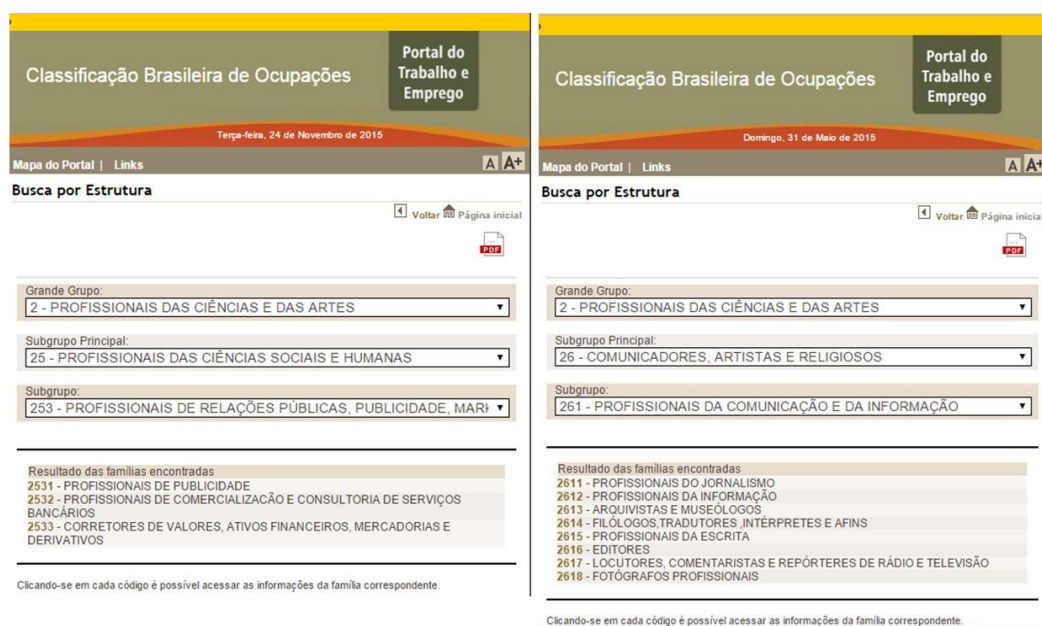 Classificação Brasileira de Ocupações
Portal do
Trabalho e
Emprego
Terça-feira, 24 de Novembro de 2015
Mapa do Portal | Links
A A+
Busca por Estrutura
Voltar Página inicial
PDF
Grande Grupo:
2 - PROFISSIONAIS DAS CIÊNCIAS E DAS ARTES
Subgrupo Principal:
25 - PROFISSIONAIS DAS CIÊNCIAS SOCIAIS E HUMANAS
Subgrupo:
253 - PROFISSIONAIS DE RELAÇÕES PÚBLICAS, PUBLICIDADE,
Resultado das famílias encontradas
2531 - PROFISSIONAIS DE PUBLICIDADE
2532 - PROFISSIONAIS DE COMERCIALIZACÃO E CONSULTORIA DE SERVIÇOS
BANCÁRIOS
2533 - CORRETORES DE VALORES, ATIVOS FINANCEIROS, MERCADORIAS E
DERIVATIVOS
Clicando-se em cada código é possível acessar as informações da família correspondente.
Classificação Brasileira de Ocupações
Portal do
Trabalho e
Emprego
Domingo, 31 de Maio de 2015
Mapa do Portal | Links
A A+
Busca por Estrutura
Voltar Página inicial
PDF
Grande Grupo:
2 - PROFISSIONAIS DAS CIÊNCIAS E DAS ARTES
Subgrupo Principal:
26 - COMUNICADORES, ARTISTAS E RELIGIOSOS
Subgrupo:
261 - PROFISSIONAIS DA COMUNICAÇÃO E DA INFORMAÇÃO
Resultado das famílias encontradas
2611 - PROFISSIONAIS DO JORNALISMO
2612 - PROFISSIONAIS DA INFORMAÇÃO
2613 - ARQUIVISTAS E MUSEÓLOGOS
2614 - FILÓLOGOS,TRADUTORES ,INTÉRPRETES E AFINS
2615 - PROFISSIONAIS DA ESCRITA
2616 - EDITORES
2617 - LOCUTORES, COMENTARISTAS E REPÓRTERES DE RÁDIO E TELEVISÃO
2618 - FOTÓGRAFOS PROFISSIONAIS
Clicando-se em cada código é possível acessar as informações da família correspondente.